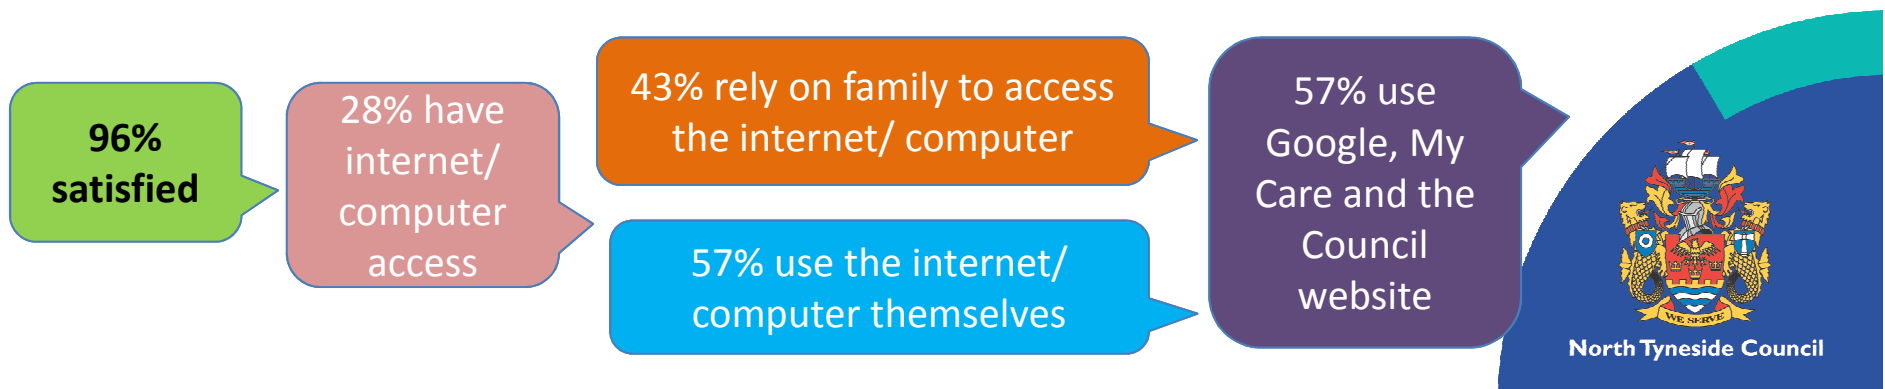 96%
satisfied
28% have
internet/
computer
access
43% rely on family to access
the internet/ computer
57% use the internet/
computer themselves
57% use
Google, My
Care and the
Council
website
WE SERVE
North Tyneside Council